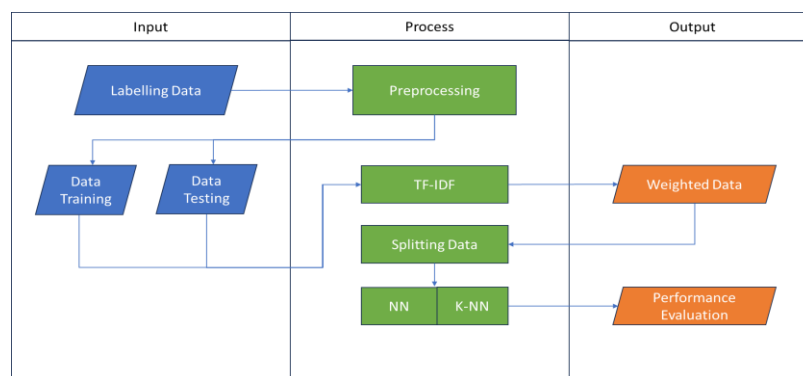 Input
Process
Output
Labelling Data
Preprocessing
Data
Training
Data
Testing
TF-IDF
Weighted Data
Splitting Data
NN
K-NN
Performance
Evaluation